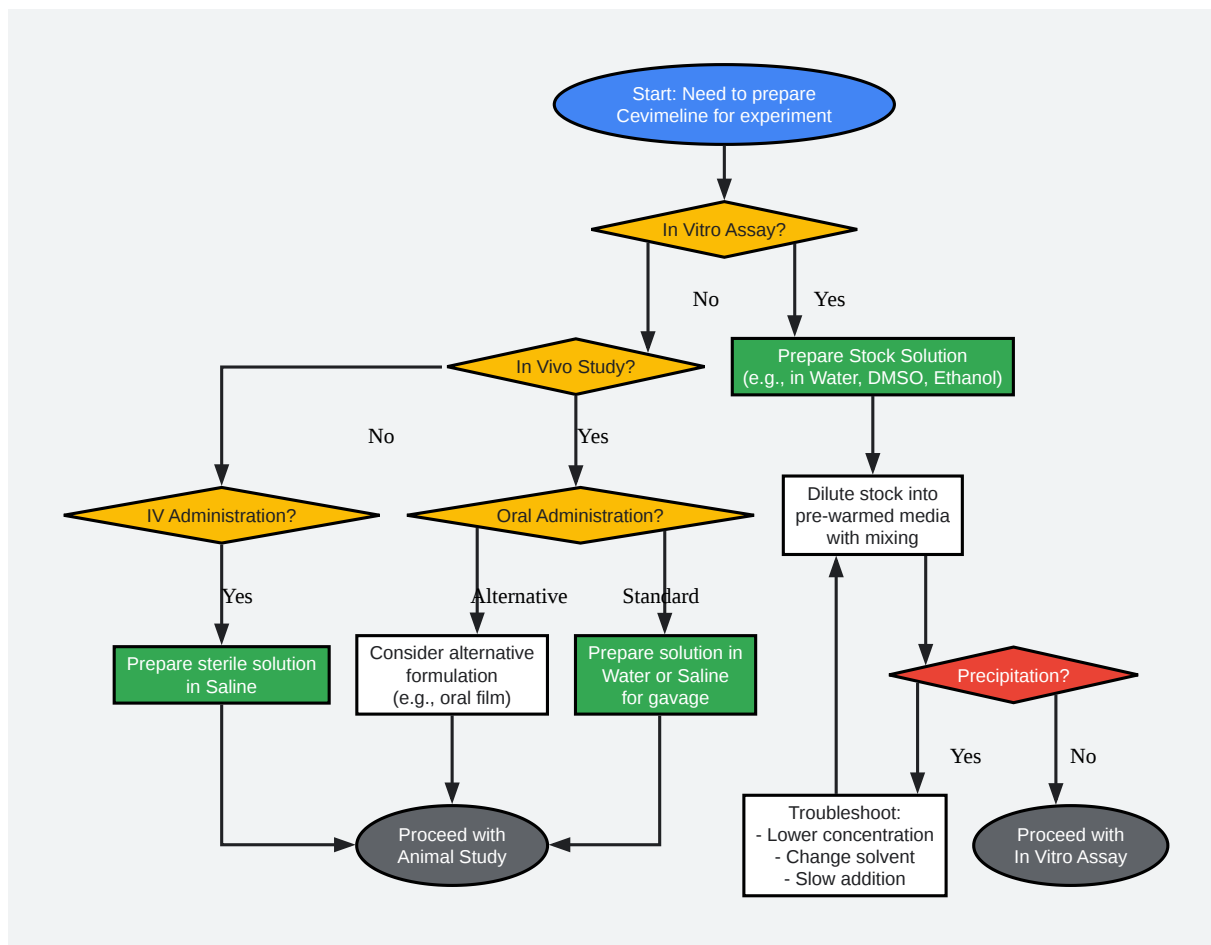 Start: Need to prepare
Cevimeline for experiment
In Vitro Assay?
No
Yes
In Vivo Study?
Prepare Stock Solution
(e.g., in Water, DMSO, Ethanol)
No
Yes
IV Administration?
Oral Administration?
Dilute stock into
pre-warmed media
with mixing
Yes
Alternative
Standard
Prepare sterile solution
in Saline
Consider alternative
formulation
(e.g., oral film)
Prepare solution in
Water or Saline
for gavage
Precipitation?
Yes
No
Proceed with
Animal Study
Troubleshoot:
- Lower concentration
- Change solvent
- Slow addition
Proceed with
In Vitro Assay